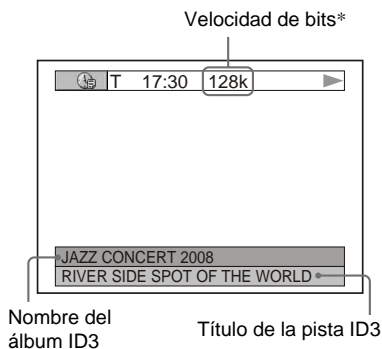 Velocidad de bits*
T 17:30 128k
JAZZ CONCERT 2008
RIVER SIDE SPOT OF THE WORLD
Nombre del
álbum ID3
Título de la pista ID3